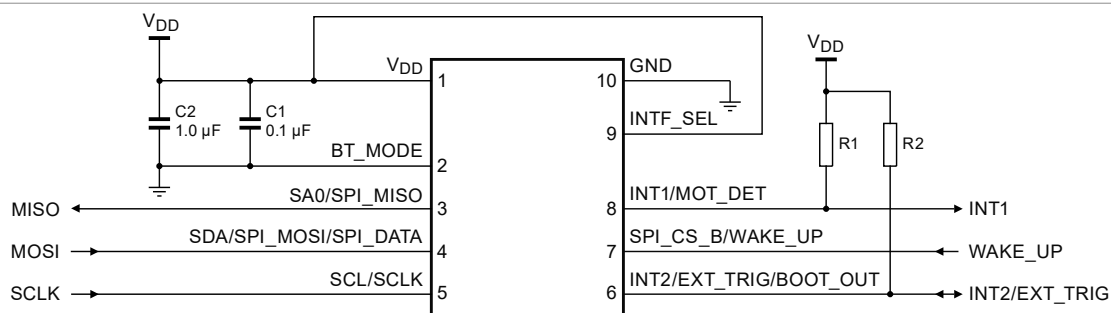 VDD
VDD
VDD
1
10
GND
C2
1.0 µF
C1
0.1 µF
INTF_SEL
9
R1
R2
BT_MODE
2
MISO
SA0/SPI_MISO
3
8
INT1/MOT_DET
INT1
MOSI
SDA/SPI_MOSI/SPI_DATA
4
7
SPI_CS_B/WAKE_UP
WAKE_UP
SCLK
SCL/SCLK
5
6
INT2/EXT_TRIG/BOOT_OUT
INT2/EXT_TRIG